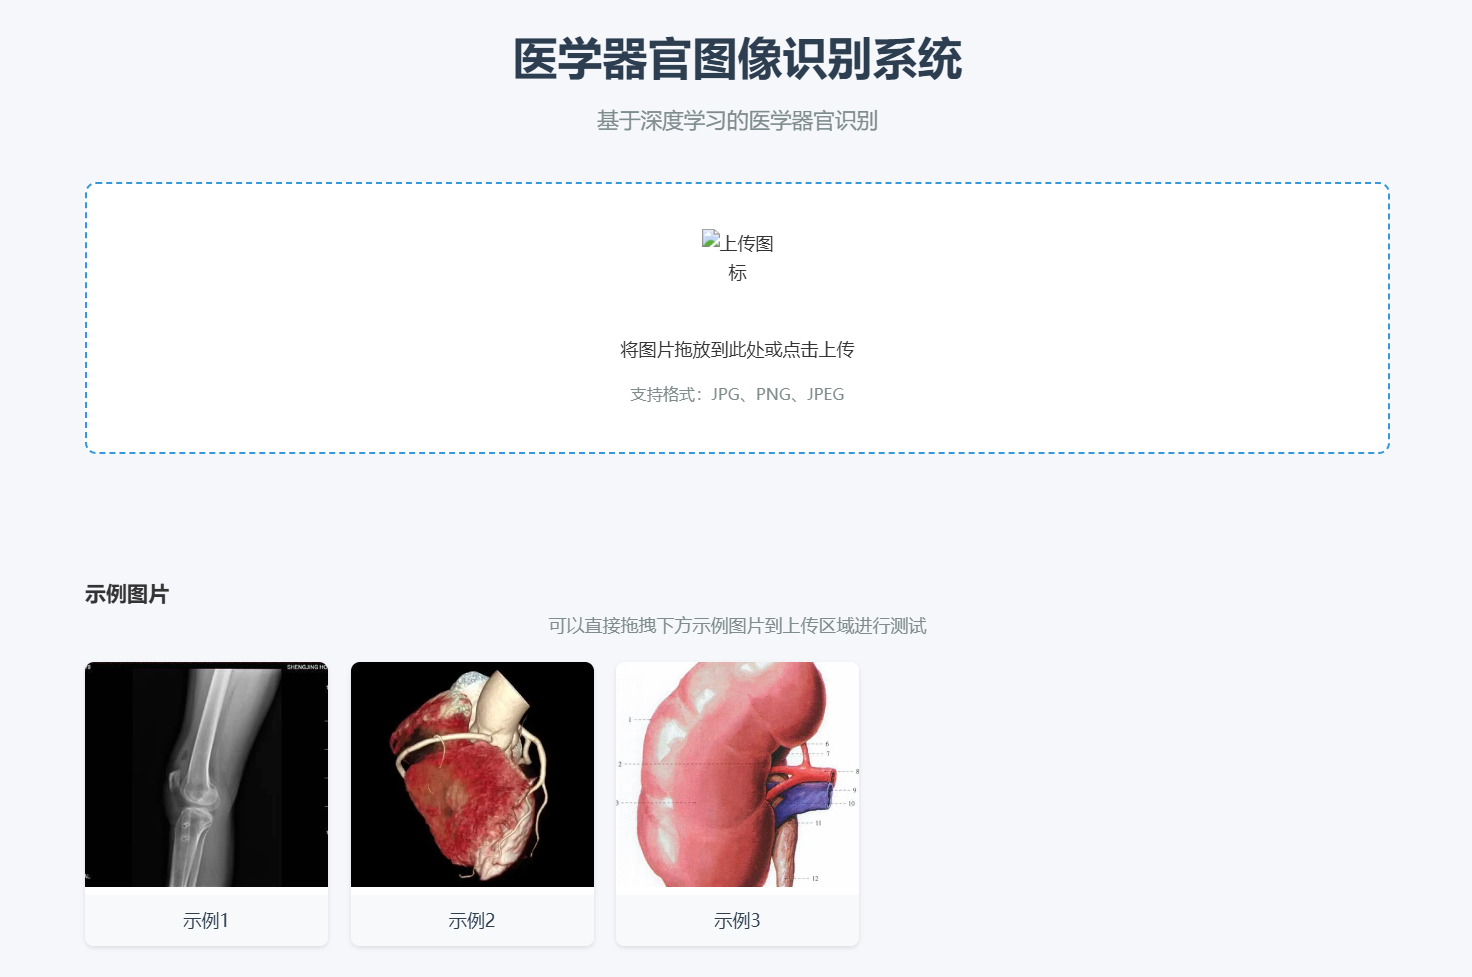 医学器官图像识别系统
基于深度学习的医学器官识别
上传图
标
将图片拖放到此处或点击上传
支持格式：JPG、PNG、JPEG
示例图片
可以直接拖拽下方示例图片到上传区域进行测试
SHENGJING HO
1
2
3
6
7
8
9
10
11
12
示例1
示例2
示例3